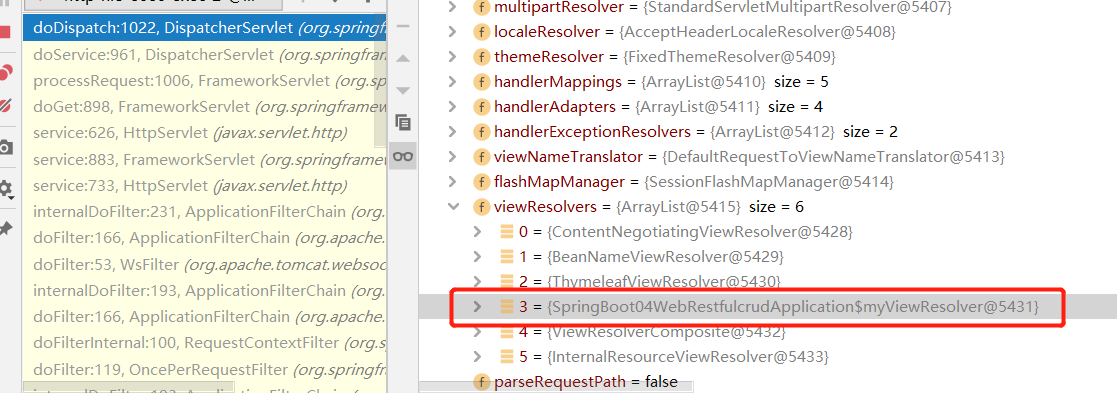 doDispatch:1022, DispatcherServlet (org.springfram
doService:961, DispatcherServlet (org.springframe
processRequest:1006, FrameworkServlet (org.spring
doGet:898, FrameworkServlet (org.springframewor
service:626, HttpServlet (javax.servlet.http)
service:883, FrameworkServlet (org.springframew
service:733, HttpServlet (javax.servlet.http)
internalDoFilter:231, ApplicationFilterChain (org.
doFilter:166, ApplicationFilterChain (org.apache.
doFilter:53, WsFilter (org.apache.tomcat.websoc
internalDoFilter:193, ApplicationFilterChain (org.
doFilter:166, ApplicationFilterChain (org.apache.
doFilterInternal:100, RequestContextFilter (org.
doFilter:119, OncePerRequestFilter (org.springfr
multipartResolver = {StandardServletMultipartResolver@5407}
localeResolver = {AcceptHeaderLocaleResolver@5408}
themeResolver = {FixedThemeResolver@5409}
handlerMappings = {ArrayList@5410} size = 5
handlerAdapters = {ArrayList@5411} size = 4
handlerExceptionResolvers = {ArrayList@5412} size = 2
viewNameTranslator = {DefaultRequestToViewNameTranslator@5413}
flashMapManager = {SessionFlashMapManager@5414}
viewResolvers = {ArrayList@5415} size = 6
0 = {ContentNegotiatingViewResolver@5428}
1 = {BeanNameViewResolver@5429}
2 = {ThymeleafViewResolver@5430}
3 = {SpringBoot04WebRestfulcrudApplication$myViewResolver@5431}
4 = {ViewResolverComposite@5432}
5 = {InternalResourceViewResolver@5433}
parseRequestPath = false